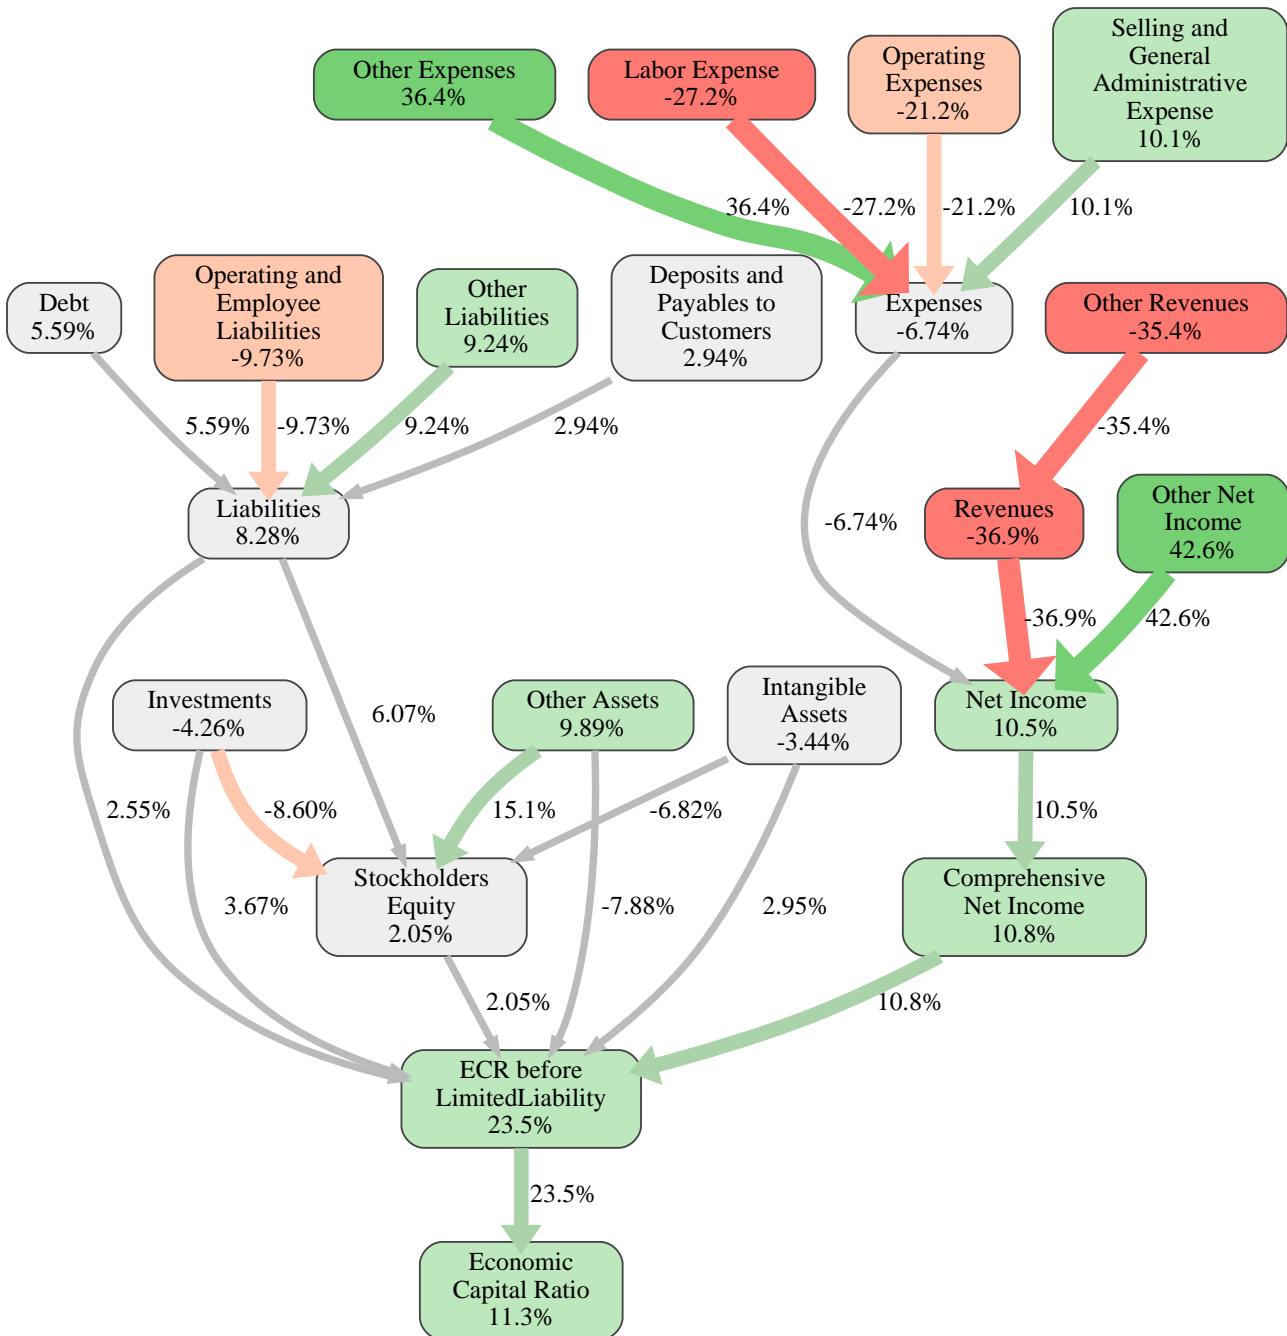 Selling and
General
Administrative
Expense
10.1%
Other Expenses
36.4%
Labor Expense
-27.2%
Operating
Expenses
-21.2%
36.4%
-27.2%
-21.2%
10.1%
Debt
5.59%
Operating and
Employee
Liabilities
-9.73%
Other
Liabilities
9.24%
Deposits and
Payables to
Customers
2.94%
Expenses
-6.74%
Other Revenues
-35.4%
5.59%
-9.73%
9.24%
2.94%
-35.4%
Liabilities
8.28%
-6.74%
Revenues
-36.9%
Other Net
Income
42.6%
-36.9%
42.6%
Investments
-4.26%
6.07%
Other Assets
9.89%
Intangible
Assets
-3.44%
Net Income
10.5%
2.55%
-8.60%
15.1%
-6.82%
10.5%
3.67%
Stockholders
Equity
2.05%
-7.88%
2.95%
Comprehensive
Net Income
10.8%
2.05%
10.8%
ECR before
LimitedLiability
23.5%
23.5%
Economic
Capital Ratio
11.3%